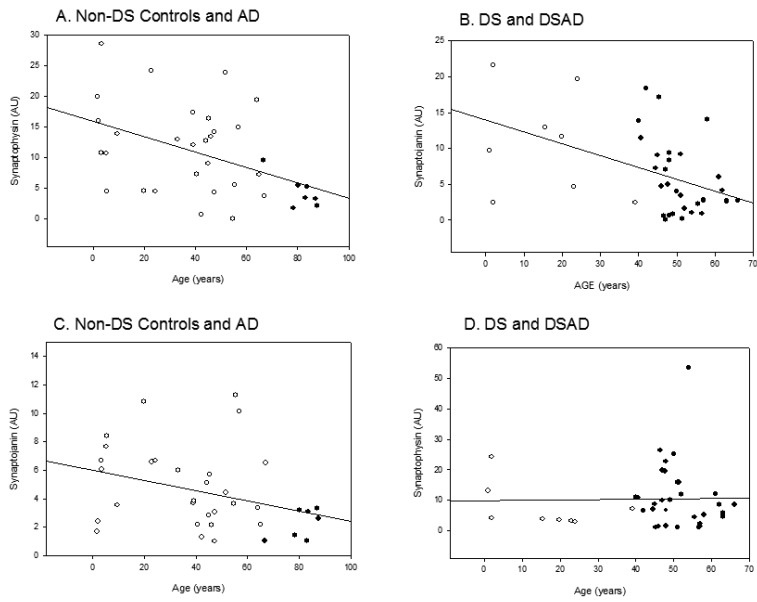 A. Non-DS Controls and AD
30
25
20
15
10
5
0
Synaptophysin (AU)
0 20 40 60 80 100
Age (years)
B. DS and DSAD
25
20
15
10
5
0
Synaptojanin (AU)
-10 0 10 20 30 40 50 60 70
AGE (years)
C. Non-DS Controls and AD
14
12
10
8
6
4
2
0
Synaptojanin (AU)
0 20 40 60 80 100
Age (years)
D. DS and DSAD
60
50
40
30
20
10
0
Synaptophysin (AU)
-10 0 10 20 30 40 50 60 70
Age (years)